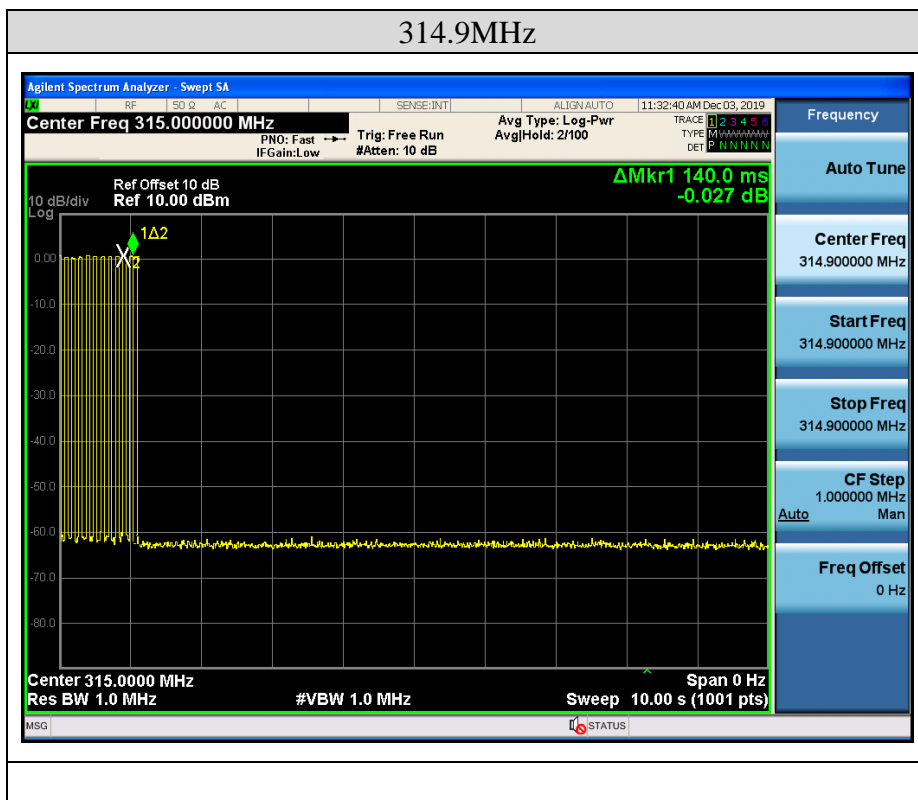 314.9MHz
Agilent Spectrum Analyzer - Swept SA
LXI RF 50 Ω AC SENSE:INT ALIGN AUTO 11:32:40 AM Dec 03, 2019
Center Freq 315.000000 MHz
PNO: Fast
IFGain:Low
Trig: Free Run
#Atten: 10 dB
Avg Type: Log-Pwr
Avg|Hold: 2/100
TRACE 1 2 3 4 5 6
TYPE M WWWWW
DET P N N N N N
Frequency
Auto Tune
Center Freq
314.900000 MHz
Start Freq
314.900000 MHz
Stop Freq
314.900000 MHz
CF Step
1.000000 MHz
Auto Man
Freq Offset
0 Hz
ΔMkr1 140.0 ms
-0.027 dB
Ref Offset 10 dB
10 dB/div Ref 10.00 dBm
Log
1Δ2
X2
0.00
-10.0
-20.0
-30.0
-40.0
-50.0
-60.0
-70.0
-80.0
Center 315.0000 MHz Span 0 Hz
Res BW 1.0 MHz #VBW 1.0 MHz Sweep 10.00 s (1001 pts)
MSG STATUS